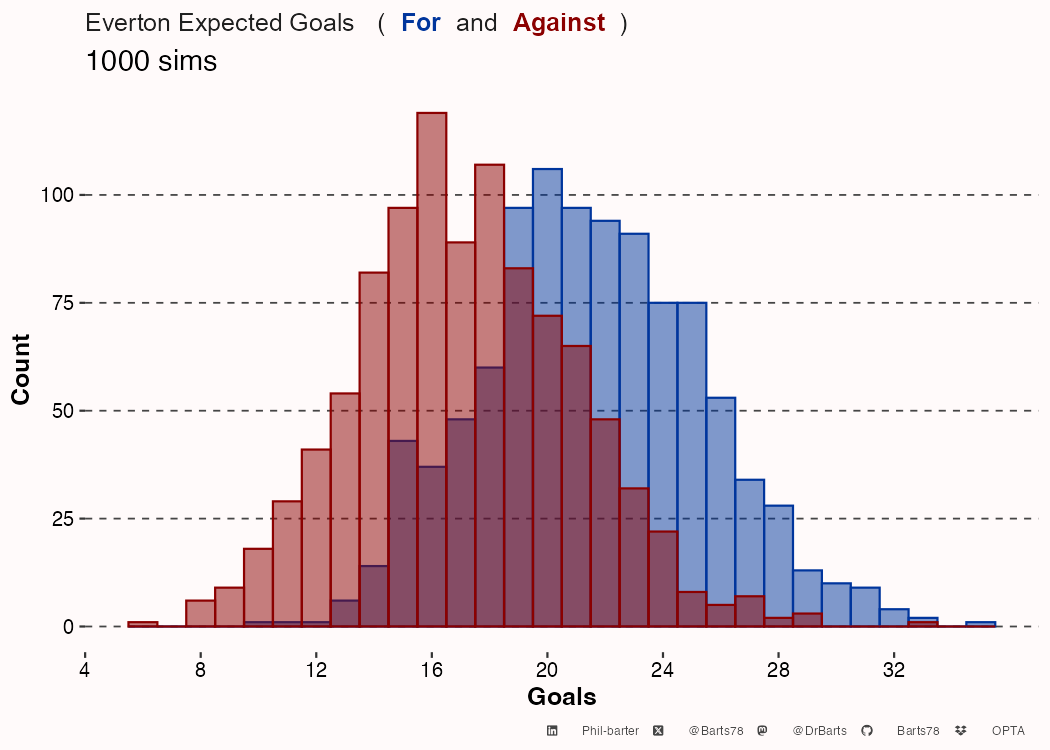 Everton Expected Goals ( For and Against )
1000 sims
Count
100
75
50
25
0
4 8 12 16 20 24 28 32
Goals
Phil-barter @Barts78 @DrBarts Barts78 OPTA